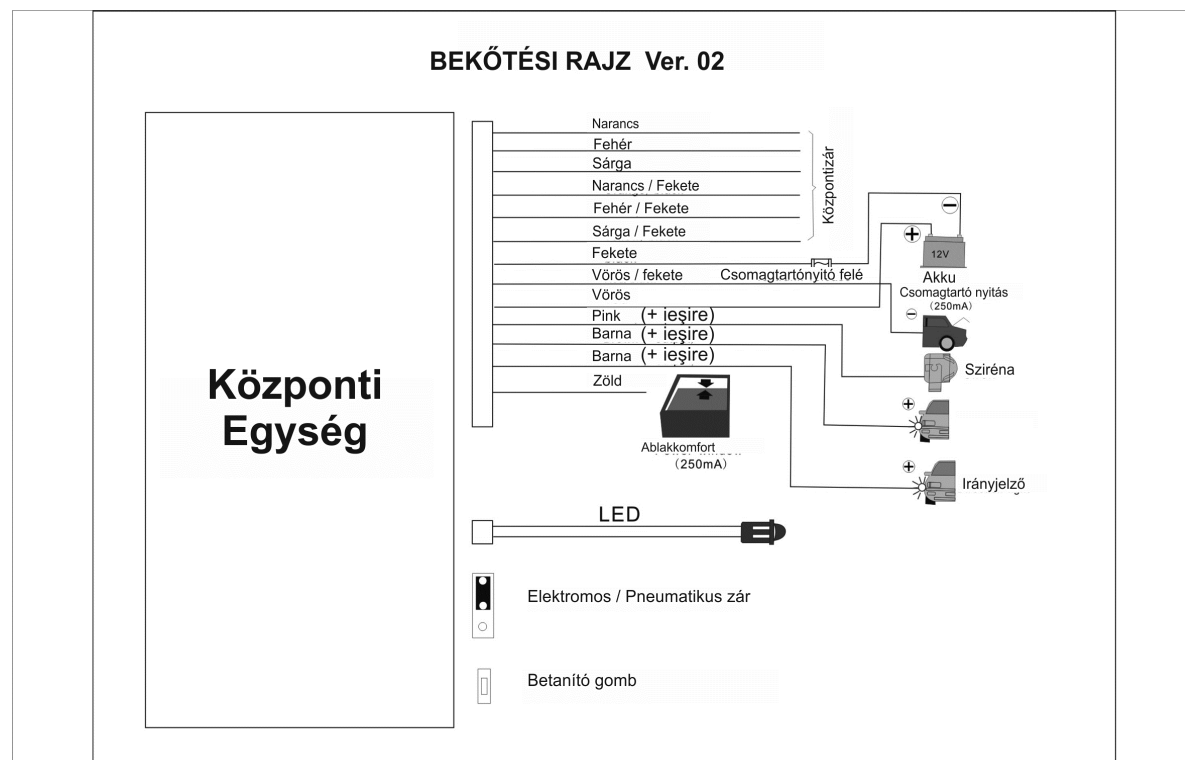 BEKŐTÉSI RAJZ Ver. 02
Központi
Egység
Narancs
Fehér
Sárga
Narancs / Fekete
Fehér / Fekete
Sárga / Fekete
Központizár
Fekete
Vörös / fekete
Csomagtartónyitó felé
Vörös
Pink (+ ieşire)
Barna (+ ieşire)
Barna (+ ieşire)
Zöld
12V
Akku
Csomagtartó nyitás
(250mA)
Sziréna
Irányjelző
Ablakkomfort
(250mA)
LED
Elektromos / Pneumatikus zár
Betanító gomb